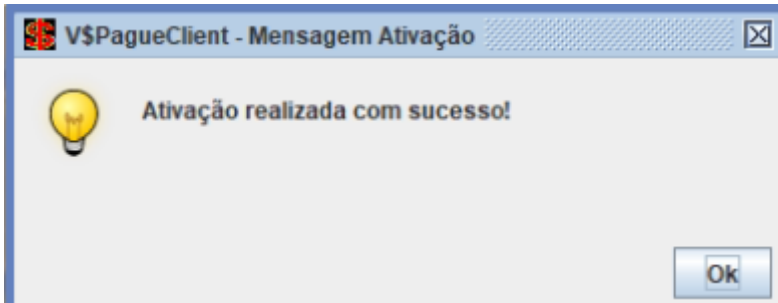 V$PagueClient - Mensagem Ativação
Ativação realizada com sucesso!
Ok